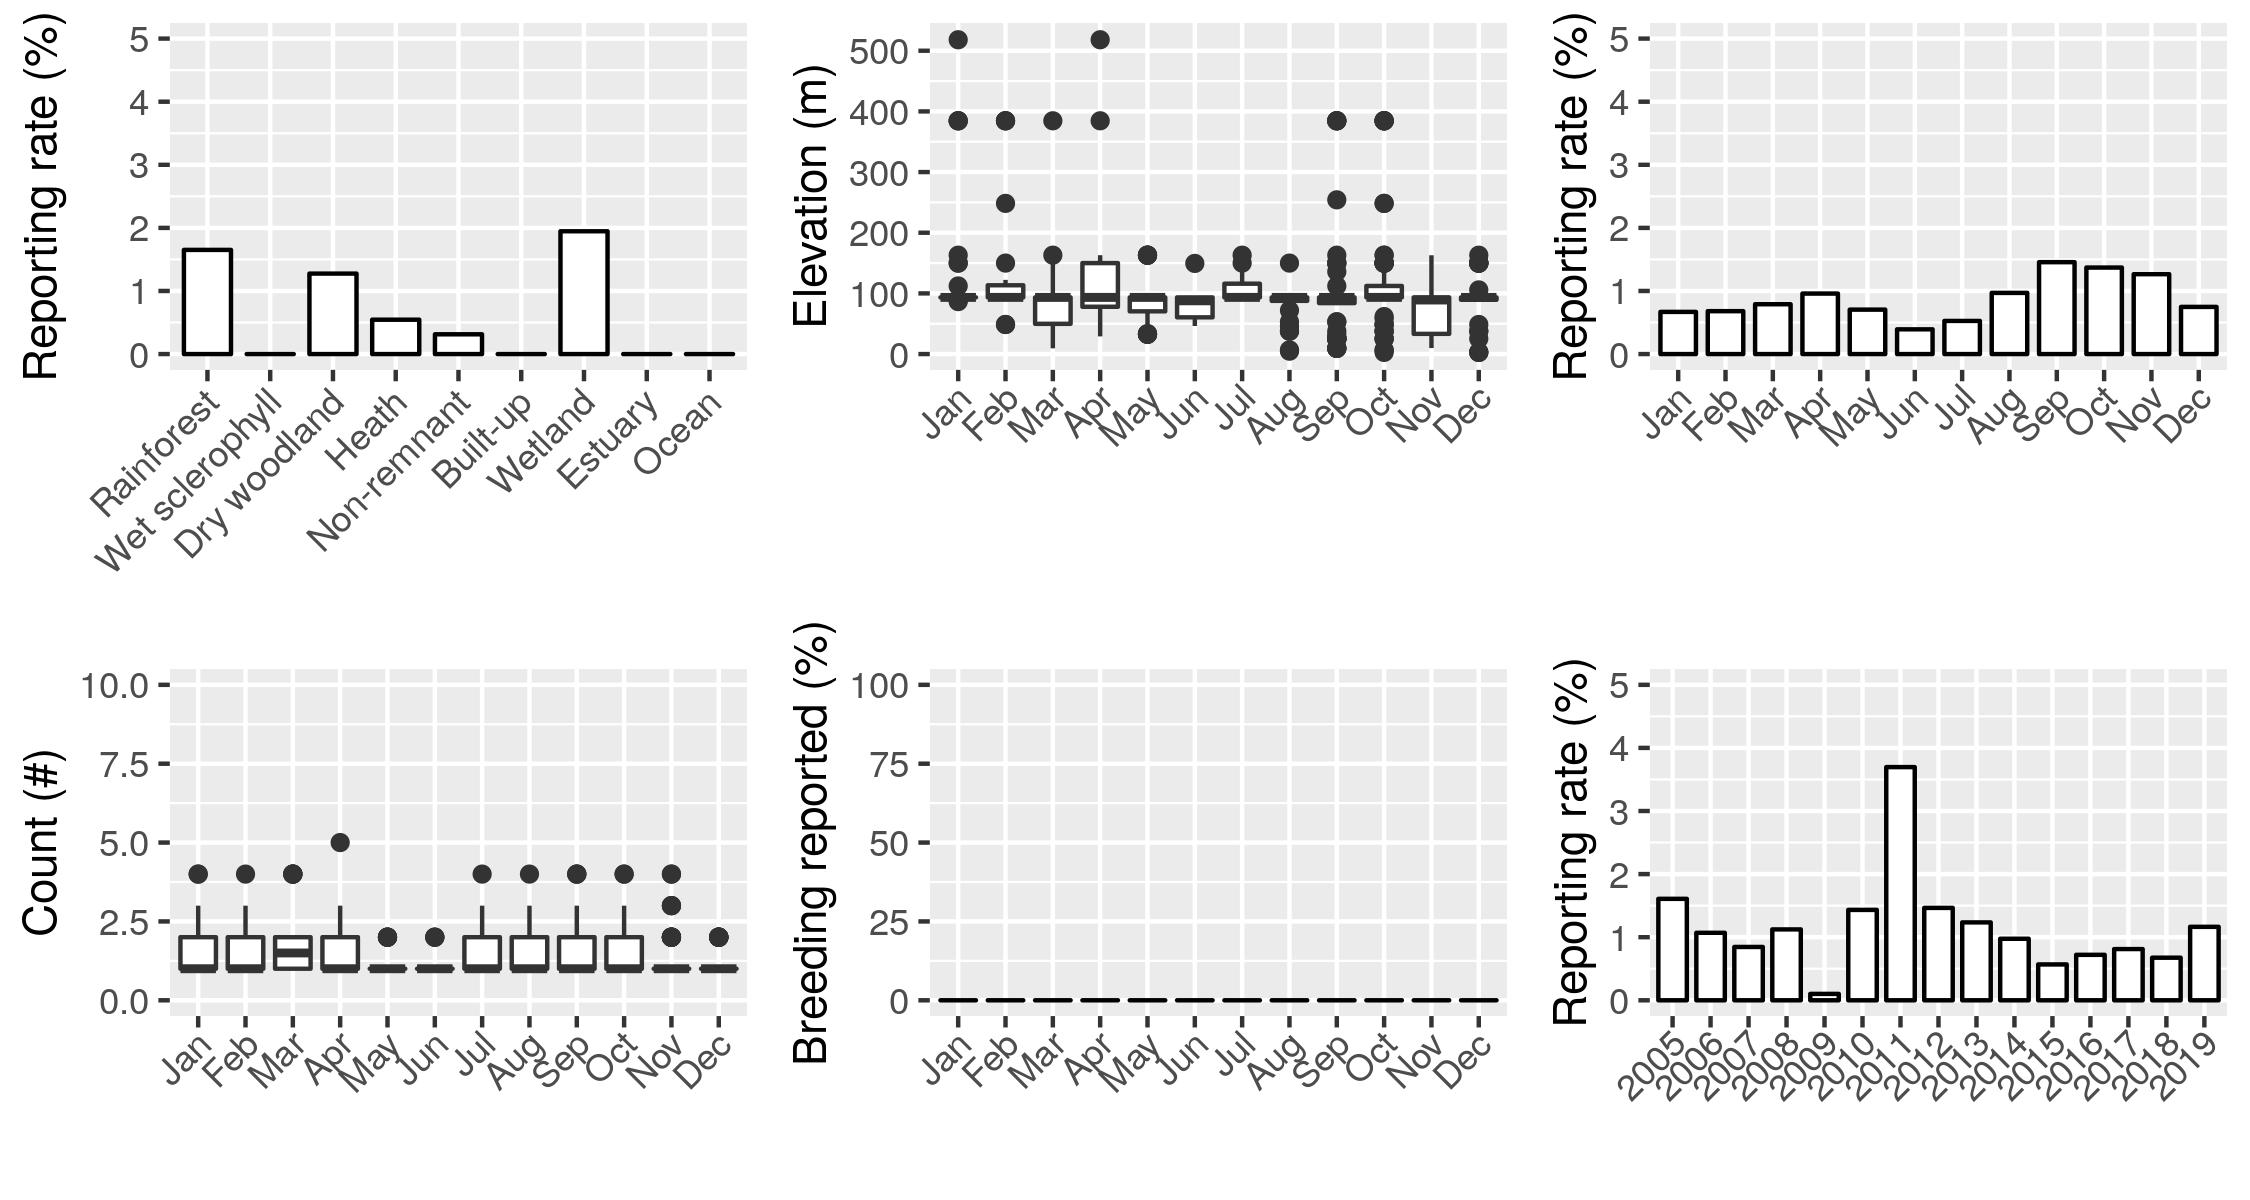 Reporting rate (%)
5
4
3
2
1
0
Rainforest
Wet sclerophyll
Dry woodland
Heath
Non-remnant
Built-up
Wetland
Estuary
Ocean
Elevation (m)
500
400
300
200
100
0
Jan
Feb
Mar
Apr
May
Jun
Jul
Aug
Sep
Oct
Nov
Dec
Reporting rate (%)
5
4
3
2
1
0
Jan
Feb
Mar
Apr
May
Jun
Jul
Aug
Sep
Oct
Nov
Dec
Count (#)
10.0
7.5
5.0
2.5
0.0
Jan
Feb
Mar
Apr
May
Jun
Jul
Aug
Sep
Oct
Nov
Dec
Breeding reported (%)
100
75
50
25
0
Jan
Feb
Mar
Apr
May
Jun
Jul
Aug
Sep
Oct
Nov
Dec
Reporting rate (%)
5
4
3
2
1
0
2005
2006
2007
2008
2009
2010
2011
2012
2013
2014
2015
2016
2017
2018
2019